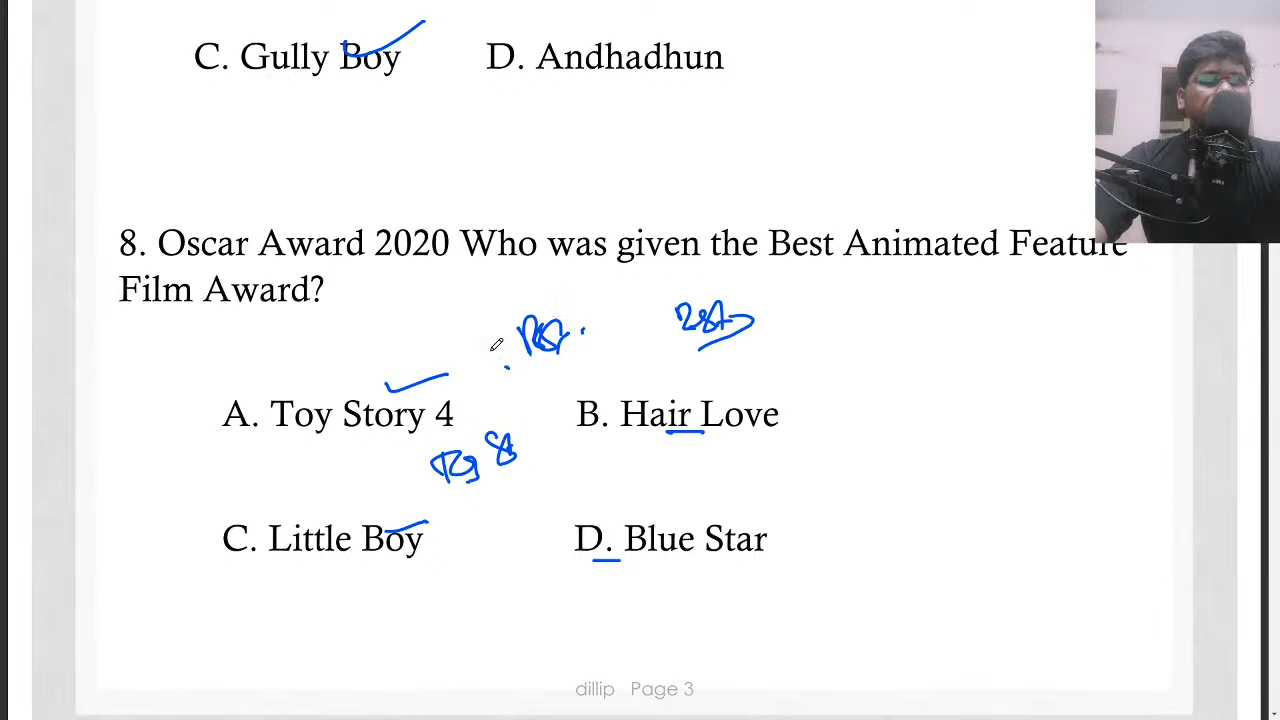 C. Gully Boy D. Andhadhun
8. Oscar Award 2020 Who was given the Best Animated Feature
Film Award?
A. Toy Story 4 B. Hair Love
C. Little Boy D. Blue Star
dillip Page 3